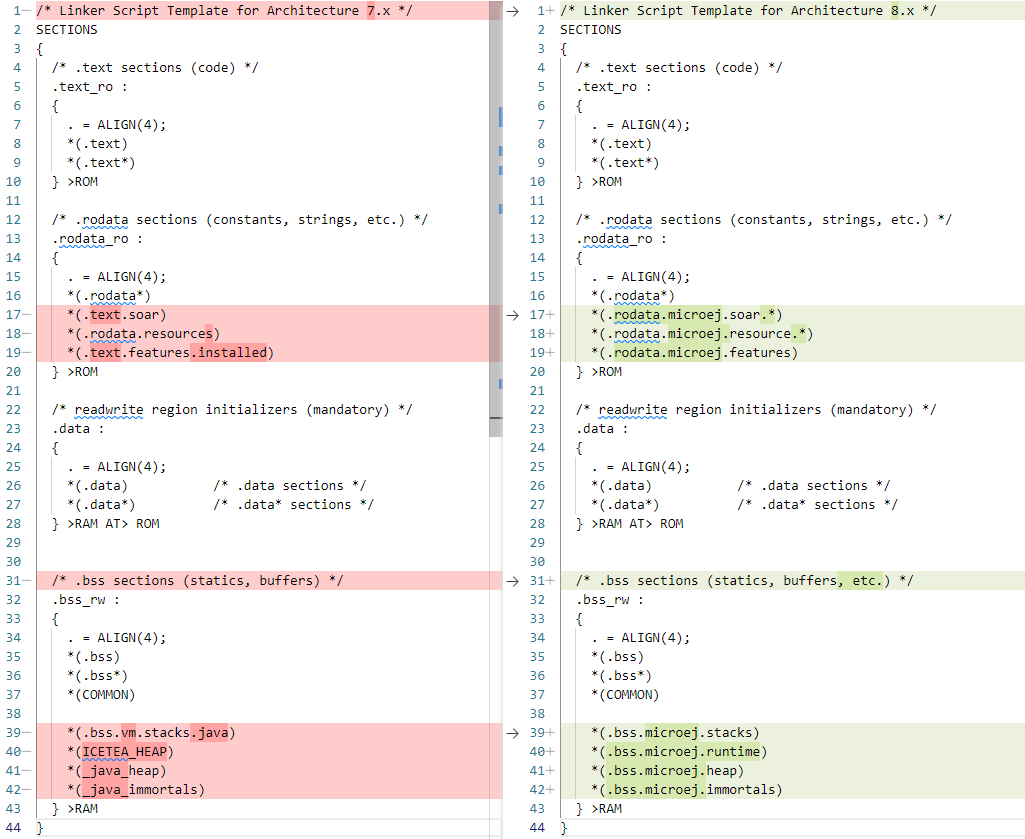 1− /* Linker Script Template for Architecture 7.x */
2 SECTIONS
3 {
4 /* .text sections (code) */
5 .text_ro :
6 {
7 . = ALIGN(4);
8 *(.text)
9 *(.text*)
10 } >ROM
11
12 /* .rodata sections (constants, strings, etc.) */
13 .rodata_ro :
14 {
15 . = ALIGN(4);
16 *(.rodata*)
17− *(.text.soar)
18− *(.rodata.resources)
19− *(.text.features.installed)
20 } >ROM
21
22 /* readwrite region initializers (mandatory) */
23 .data :
24 {
25 . = ALIGN(4);
26 *(.data) /* .data sections */
27 *(.data*) /* .data* sections */
28 } >RAM AT> ROM
29
30
31− /* .bss sections (statics, buffers) */
32 .bss_rw :
33 {
34 . = ALIGN(4);
35 *(.bss)
36 *(.bss*)
37 *(COMMON)
38
39− *(.bss.vm.stacks.java)
40− *(ICETEA_HEAP)
41− *(_java_heap)
42− *(_java_immortals)
43 } >RAM
44 }
→ 1+ /* Linker Script Template for Architecture 8.x */
2 SECTIONS
3 {
4 /* .text sections (code) */
5 .text_ro :
6 {
7 . = ALIGN(4);
8 *(.text)
9 *(.text*)
10 } >ROM
11
12 /* .rodata sections (constants, strings, etc.) */
13 .rodata_ro :
14 {
15 . = ALIGN(4);
16 *(.rodata*)
→ 17+ *(.rodata.microej.soar.*)
18+ *(.rodata.microej.resource.*)
19+ *(.rodata.microej.features)
20 } >ROM
21
22 /* readwrite region initializers (mandatory) */
23 .data :
24 {
25 . = ALIGN(4);
26 *(.data) /* .data sections */
27 *(.data*) /* .data* sections */
28 } >RAM AT> ROM
29
30
→ 31+ /* .bss sections (statics, buffers, etc.) */
32 .bss_rw :
33 {
34 . = ALIGN(4);
35 *(.bss)
36 *(.bss*)
37 *(COMMON)
38
→ 39+ *(.bss.microej.stacks)
40+ *(.bss.microej.runtime)
41+ *(.bss.microej.heap)
42+ *(.bss.microej.immortals)
43 } >RAM
44 }